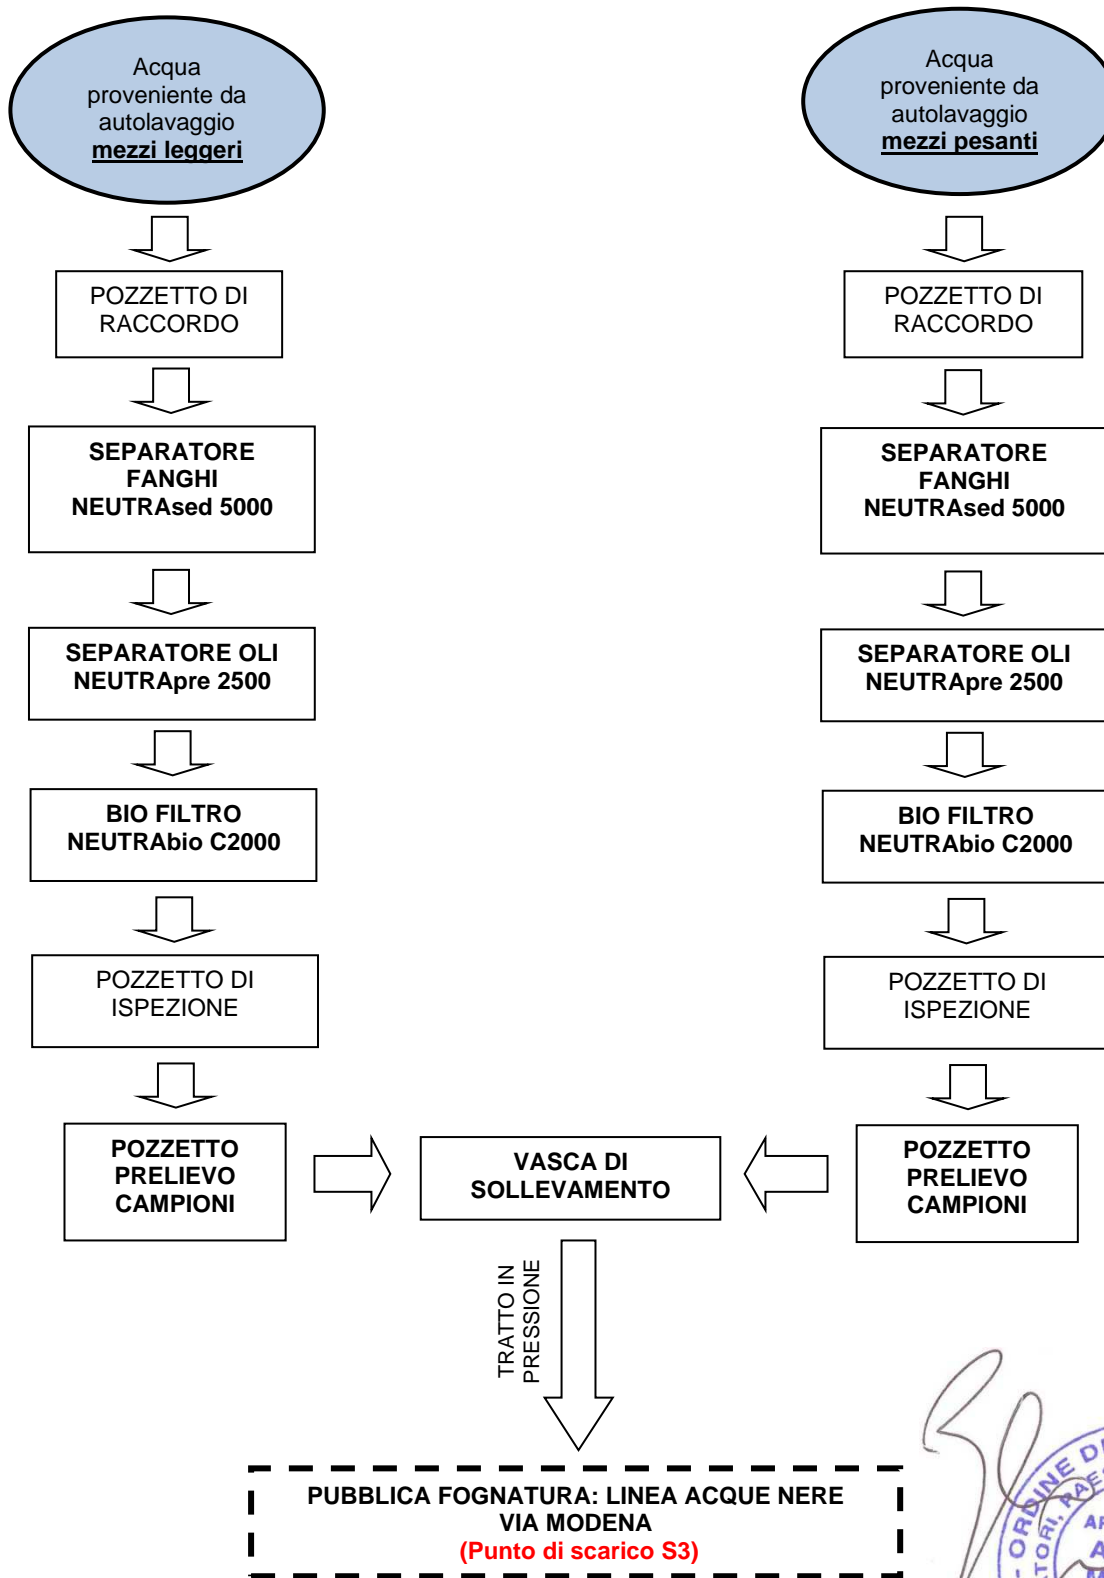 Acqua
proveniente da
autolavaggio
mezzi leggeri
POZZETTO DI
RACCORDO
SEPARATORE
FANGHI
NEUTRAsed 5000
SEPARATORE OLI
NEUTRApre 2500
BIO FILTRO
NEUTRAbio C2000
POZZETTO DI
ISPEZIONE
POZZETTO
PRELIEVO
CAMPIONI
Acqua
proveniente da
autolavaggio
mezzi pesanti
POZZETTO DI
RACCORDO
SEPARATORE
FANGHI
NEUTRAsed 5000
SEPARATORE OLI
NEUTRApre 2500
BIO FILTRO
NEUTRAbio C2000
POZZETTO DI
ISPEZIONE
POZZETTO
PRELIEVO
CAMPIONI
VASCA DI
SOLLEVAMENTO
TRATTO IN
PRESSIONE
PUBBLICA FOGNATURA: LINEA ACQUE NERE
VIA MODENA
(Punto di scarico S3)
ORDINE